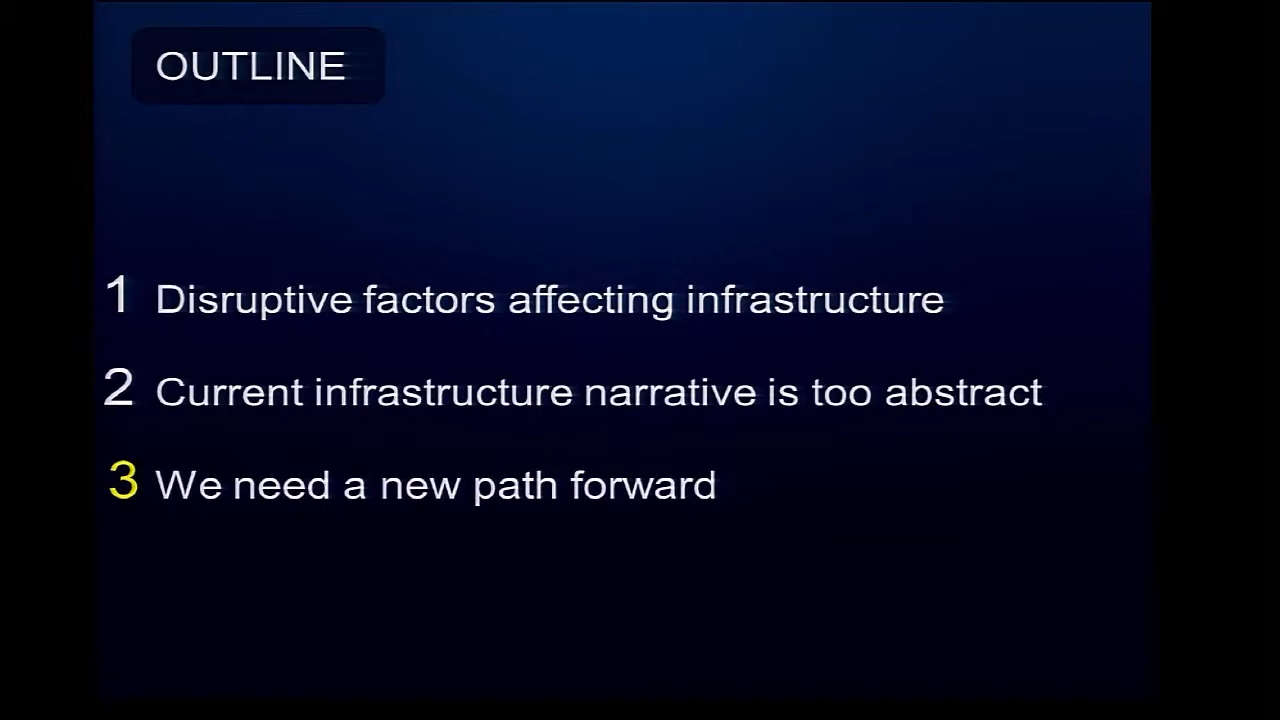 OUTLINE
1 Disruptive factors affecting infrastructure
2 Current infrastructure narrative is too abstract
3 We need a new path forward